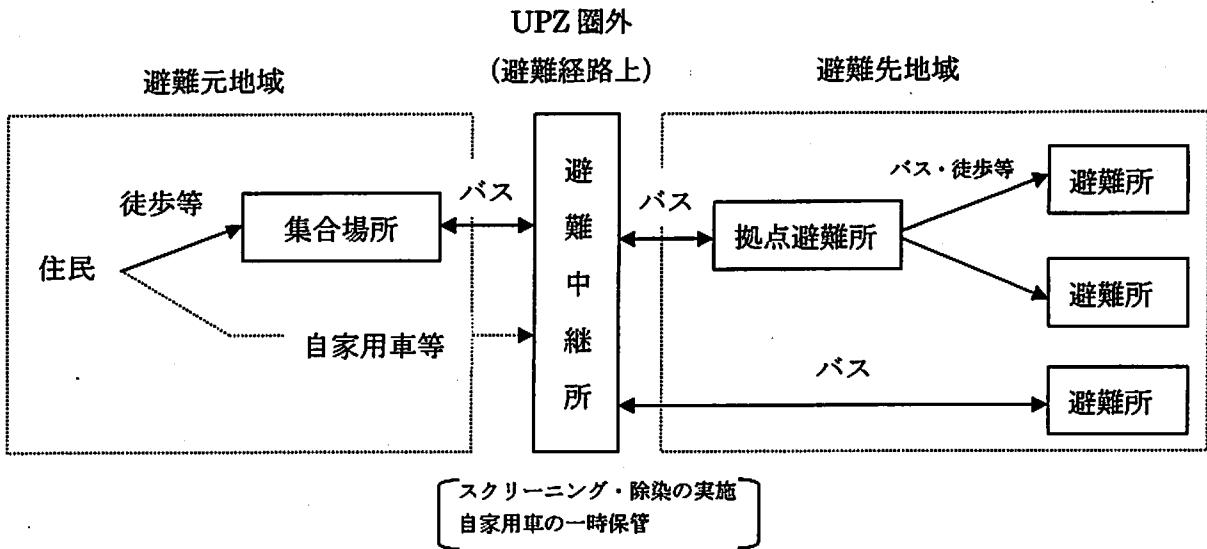 UPZ 圏外
(避難経路上)
避難元地域
避難先地域
徒歩等
集合場所
バス
住民
自家用車等
避難中継所
バス
拠点避難所
バス・徒歩等
避難所
避難所
バス
避難所
スクリーニング・除染の実施
自家用車の一時保管